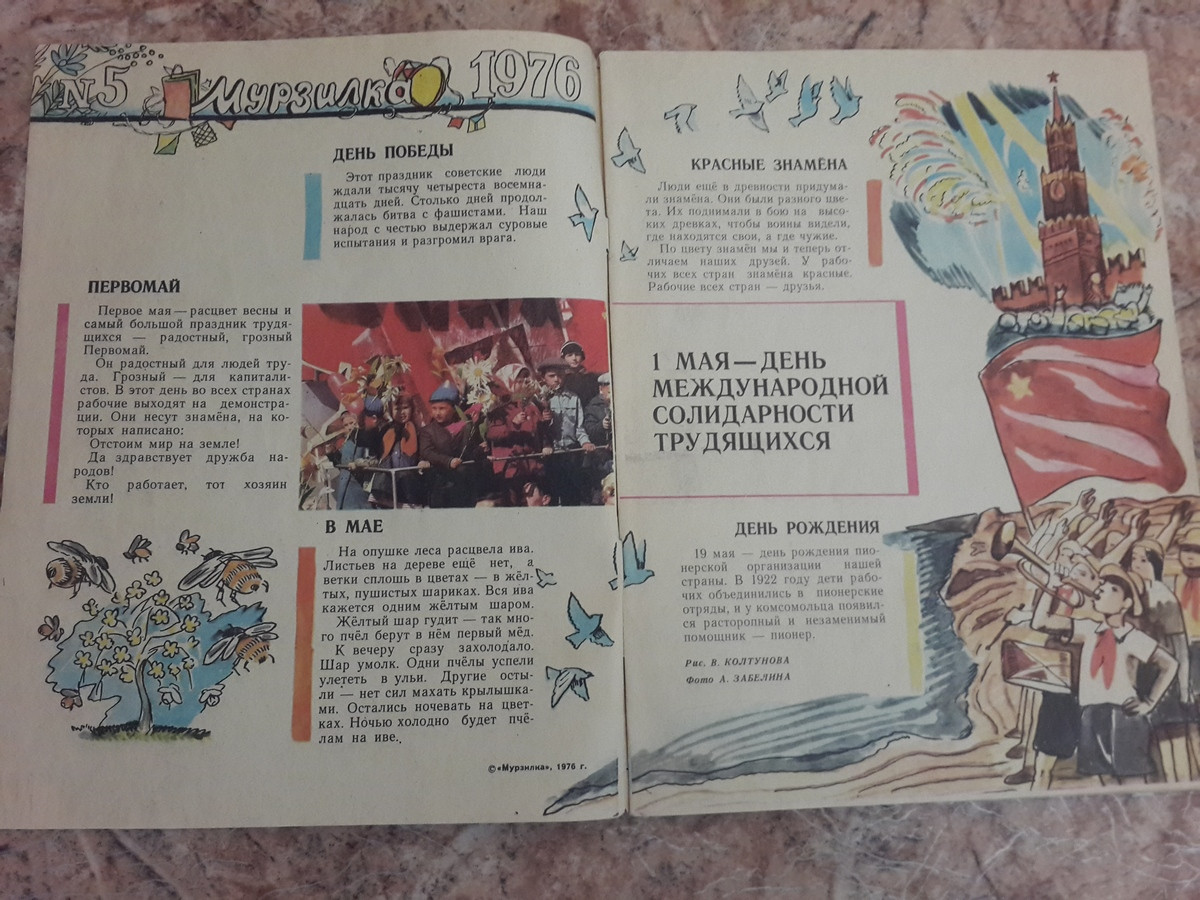 №5 Мурзилка 1976
ДЕНЬ ПОБЕДЫ
Этот праздник советские люди
ждали тысячу четыреста восемна-
дцать дней. Столько дней продол-
жалась битва с фашистами. Наш
народ с честью выдержал суровые
испытания и разгромил врага.
ПЕРВОМАЙ
Первое мая — расцвет весны и
самый большой праздник трудя-
щихся — радостный, грозный
Первомай.
Он радостный для людей тру-
да. Грозный — для капитали-
стов. В этот день во всех странах
рабочие выходят на демонстра-
ции. Они несут знамёна, на ко-
торых написано:
Отстоим мир на земле!
Да здравствует дружба на-
родов!
Кто работает, тот хозяин
земли!
В МАЕ
На опушке леса расцвела ива.
Листьев на дереве ещё нет, а
ветки сплошь в цветах — в жёл-
тых, пушистых шариках. Вся ива
кажется одним жёлтым шаром.
Жёлтый шар гудит — так мно-
го пчёл берут в нём первый мёд.
К вечеру сразу захолодало.
Шар умолк. Одни пчёлы успели
улететь в ульи. Другие осты-
ли — нет сил махать крылышка-
ми. Остались ночевать на цвет-
ках. Ночью холодно будет пчё-
лам на иве.
©«Мурзилка», 1976 г.
КРАСНЫЕ ЗНАМЁНА
Люди ещё в древности придума-
ли знамёна. Они были разного цве-
та. Их поднимали в бою на высо-
ких древках, чтобы воины видели,
где находятся свои, а где чужие.
По цвету знамён мы и теперь от-
личаем наших друзей. У рабо-
чих всех стран знамёна красные.
Рабочие всех стран — друзья.
1 МАЯ — ДЕНЬ
МЕЖДУНАРОДНОЙ
СОЛИДАРНОСТИ
ТРУДЯЩИХСЯ
ДЕНЬ РОЖДЕНИЯ
19 мая — день рождения пио-
нерской организации нашей
страны. В 1922 году дети рабо-
чих объединились в пионерские
отряды, и у комсомольца появил-
ся расторопный и незаменимый
помощник — пионер.
Рис. В. КОЛТУНОВА
Фото А. ЗАБЕЛИНА